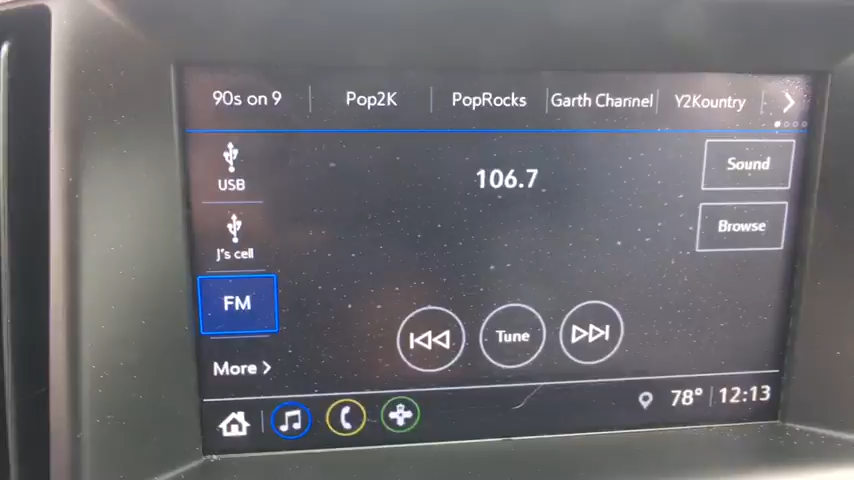 90s on 9
Pop2K
PopRocks
Garth Channel
Y2Kountry
USB
106.7
Sound
J's cell
Browse
FM
Tune
More
78°
12:13